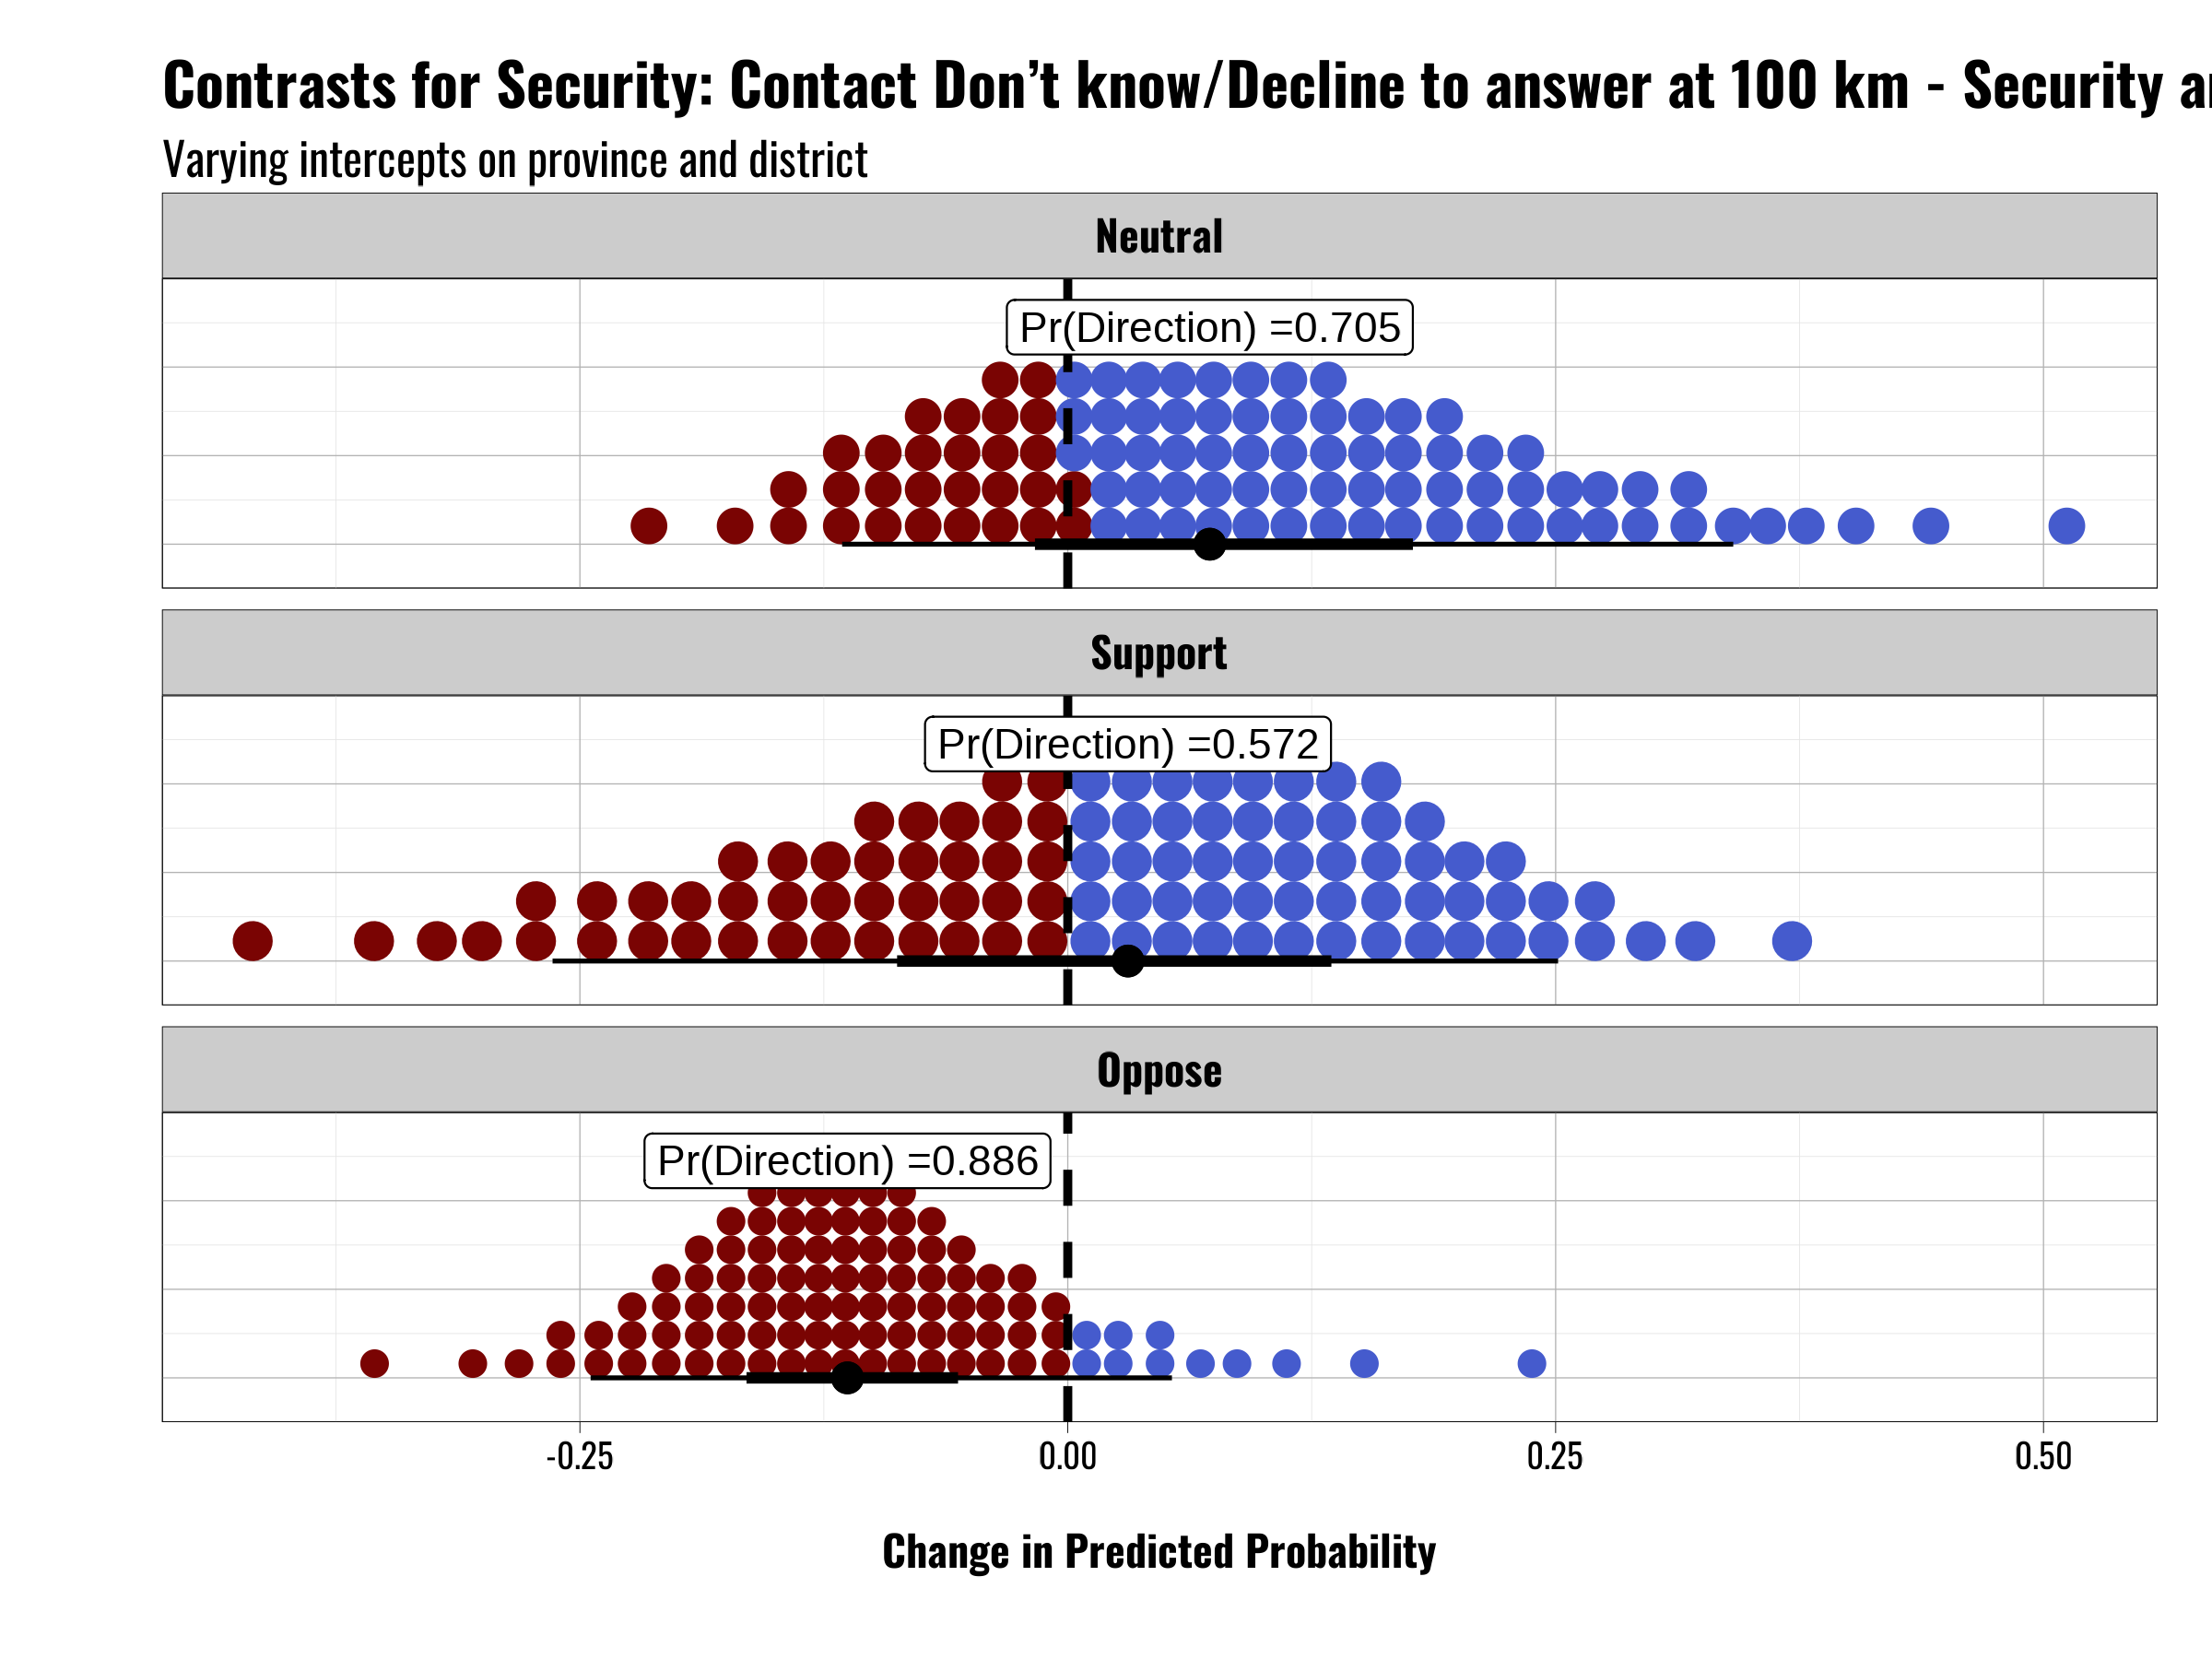 Contrasts for Security: Contact Don’t know/Decline to answer at 100 km - Security
Varying intercepts on province and district
Neutral
Pr(Direction) =0.705
Support
Pr(Direction) =0.572
Oppose
Pr(Direction) =0.886
-0.25 0.00 0.25 0.50
Change in Predicted Probability